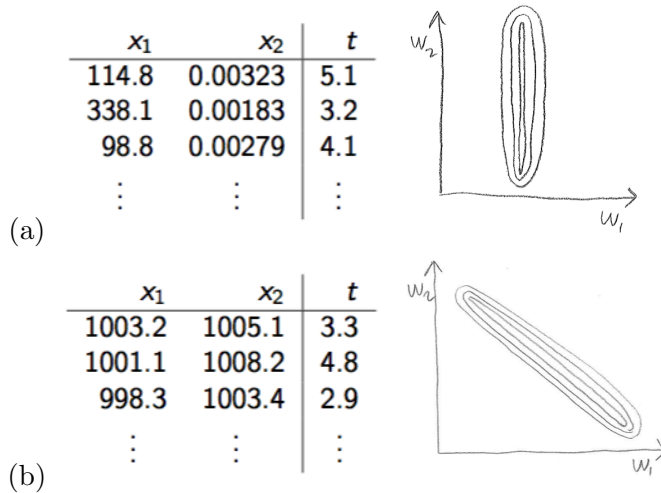 x₁ x₂ t
114.8 0.00323 5.1
338.1 0.00183 3.2
98.8 0.00279 4.1
⋮ ⋮ ⋮
w₂
w₁
(a)
x₁ x₂ t
1003.2 1005.1 3.3
1001.1 1008.2 4.8
998.3 1003.4 2.9
⋮ ⋮ ⋮
w₂
w₁
(b)